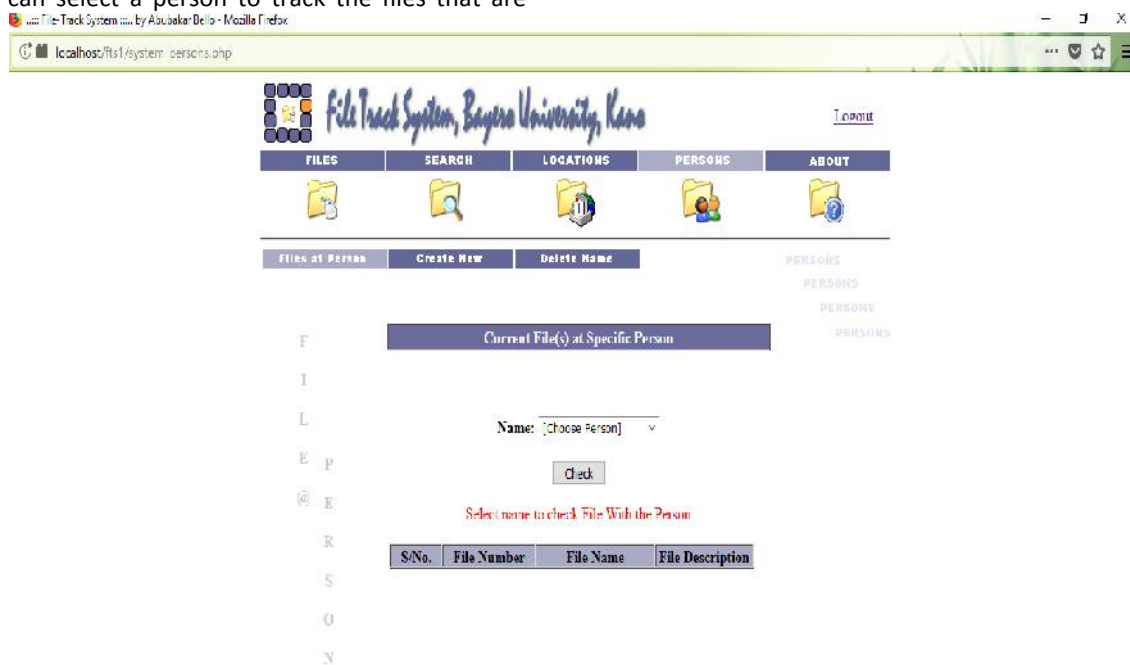 can select a person to track the files that are
..::: File-Track System :::.. by Abubakar Bello - Mozilla Firefox
localhost/fts1/system_persons.php
File Track System, Bayero University, Kano
Logout
FILES SEARCH LOCATIONS PERSONS ABOUT
Files at Person Create New Delete Name
PERSONS
PERSONS
PERSONS
PERSONS
Current File(s) at Specific Person
F
I
L
E
@
P
E
R
S
O
N
Name: [Choose Person]
Check
Select name to check File With the Person
S/No. File Number File Name File Description